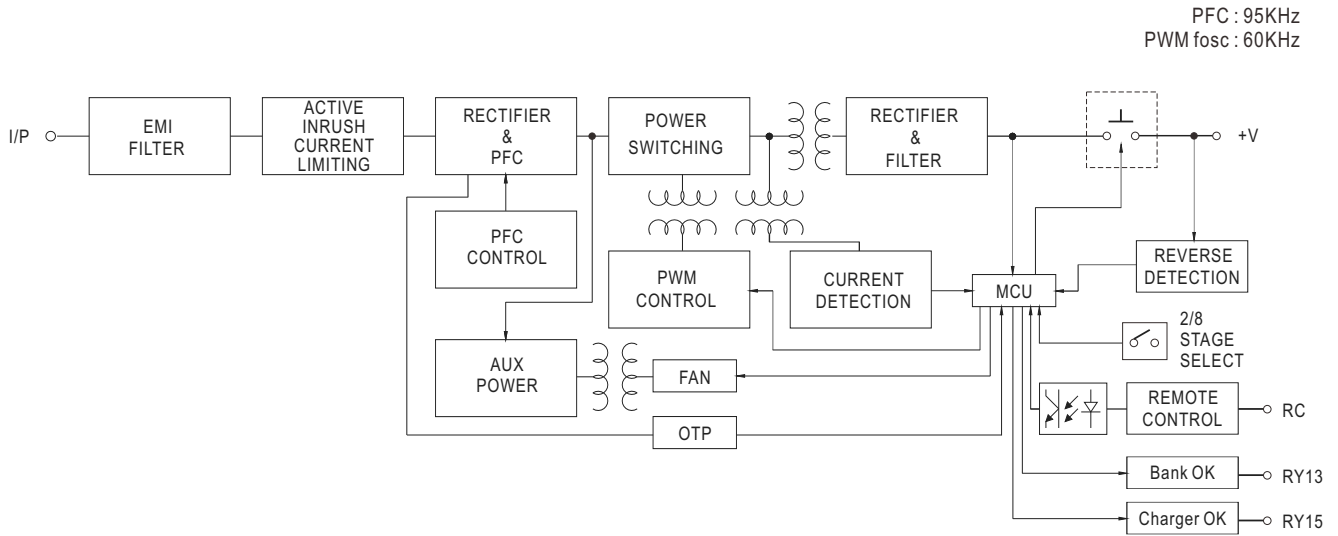 PFC : 95KHz
PWM fosc : 60KHz
I/P
EMI
FILTER
ACTIVE
INRUSH
CURRENT
LIMITING
RECTIFIER
&
PFC
POWER
SWITCHING
RECTIFIER
&
FILTER
+V
PFC
CONTROL
PWM
CONTROL
CURRENT
DETECTION
MCU
REVERSE
DETECTION
2/8
STAGE
SELECT
AUX
POWER
FAN
REMOTE
CONTROL
RC
OTP
Bank OK
RY13
Charger OK
RY15